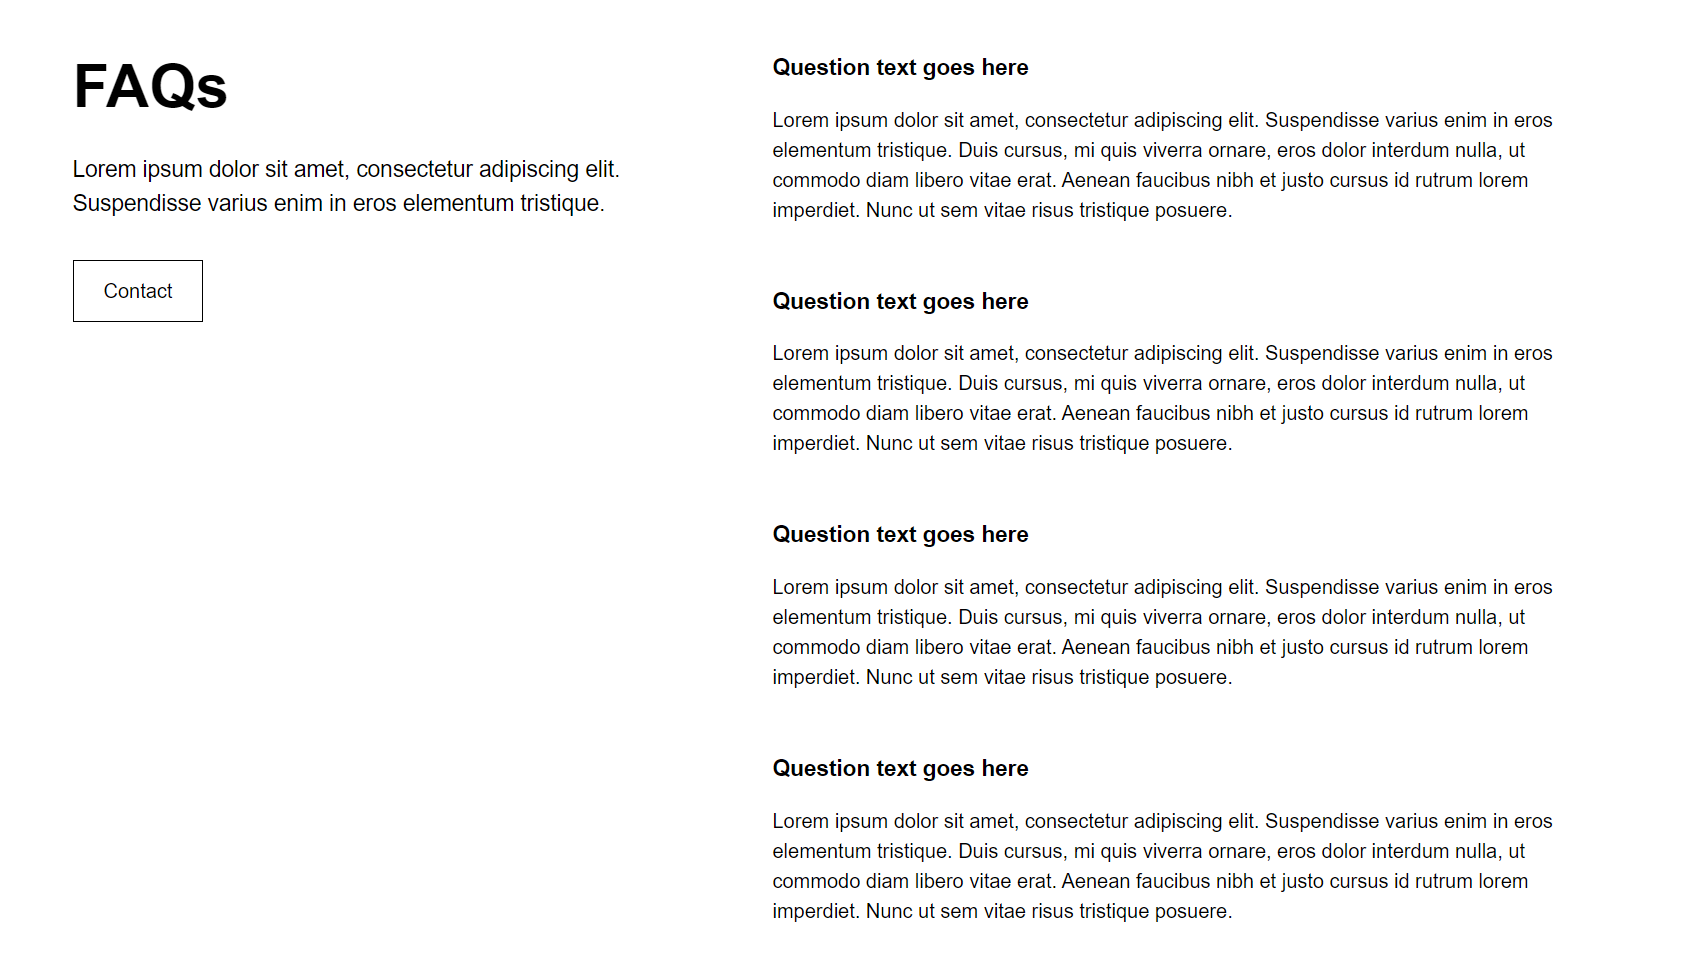 FAQs
Lorem ipsum dolor sit amet, consectetur adipiscing elit.
Suspendisse varius enim in eros elementum tristique.
Contact
Question text goes here
Lorem ipsum dolor sit amet, consectetur adipiscing elit. Suspendisse varius enim in eros
elementum tristique. Duis cursus, mi quis viverra ornare, eros dolor interdum nulla, ut
commodo diam libero vitae erat. Aenean faucibus nibh et justo cursus id rutrum lorem
imperdiet. Nunc ut sem vitae risus tristique posuere.
Question text goes here
Lorem ipsum dolor sit amet, consectetur adipiscing elit. Suspendisse varius enim in eros
elementum tristique. Duis cursus, mi quis viverra ornare, eros dolor interdum nulla, ut
commodo diam libero vitae erat. Aenean faucibus nibh et justo cursus id rutrum lorem
imperdiet. Nunc ut sem vitae risus tristique posuere.
Question text goes here
Lorem ipsum dolor sit amet, consectetur adipiscing elit. Suspendisse varius enim in eros
elementum tristique. Duis cursus, mi quis viverra ornare, eros dolor interdum nulla, ut
commodo diam libero vitae erat. Aenean faucibus nibh et justo cursus id rutrum lorem
imperdiet. Nunc ut sem vitae risus tristique posuere.
Question text goes here
Lorem ipsum dolor sit amet, consectetur adipiscing elit. Suspendisse varius enim in eros
elementum tristique. Duis cursus, mi quis viverra ornare, eros dolor interdum nulla, ut
commodo diam libero vitae erat. Aenean faucibus nibh et justo cursus id rutrum lorem
imperdiet. Nunc ut sem vitae risus tristique posuere.